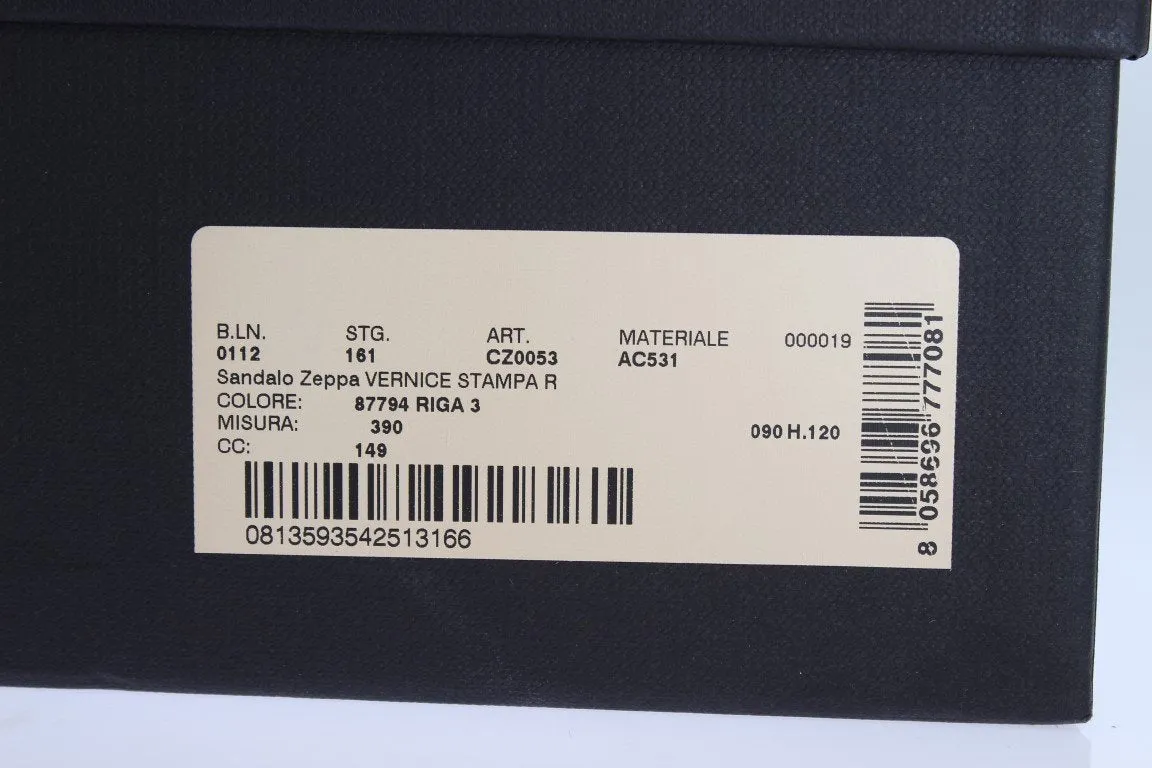 B.LN. STG. ART. MATERIALE 000019
0112 161 CZ0053 AC531
Sandalo Zeppa VERNICE STAMPA R
COLORE: 87794 RIGA 3
MISURA: 390 090 H.120
CC: 149
0813593542513166
8 058696 777081